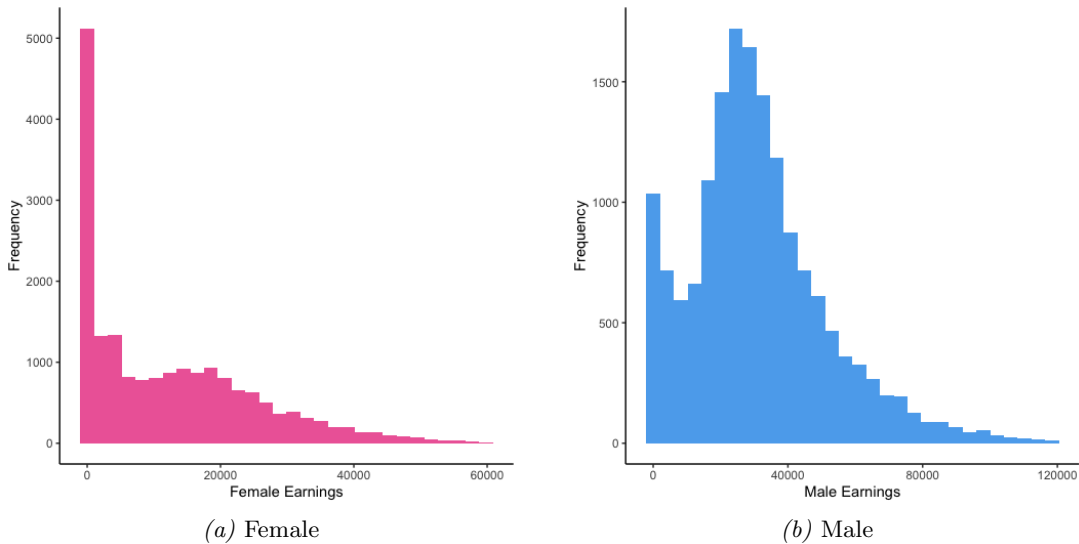 5000
4000
3000
2000
1000
0
Frequency
0 20000 40000 60000
Female Earnings
(a) Female
1500
1000
500
0
Frequency
0 40000 80000 120000
Male Earnings
(b) Male